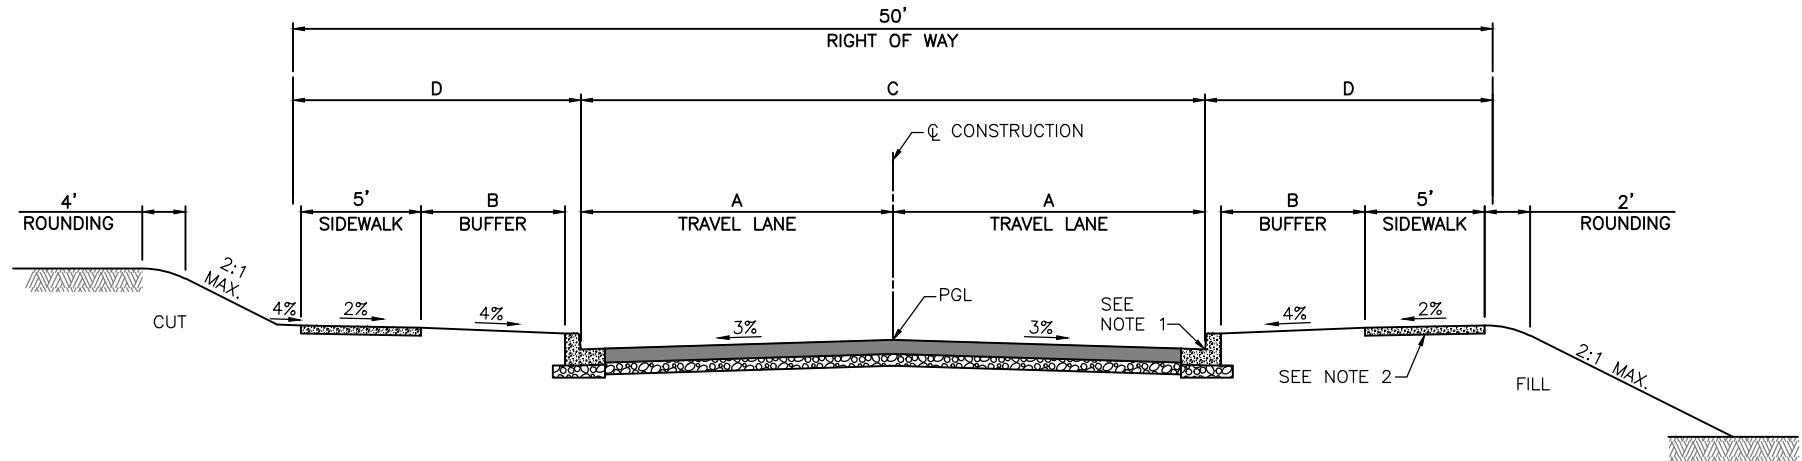 50'
RIGHT OF WAY
D C D
℄ CONSTRUCTION
4' 5' B A A B 5' 2'
ROUNDING SIDEWALK BUFFER TRAVEL LANE TRAVEL LANE BUFFER SIDEWALK ROUNDING
2:1
MAX.
4% 2% 4% 3% PGL 3% SEE
NOTE 1 4% 2%
CUT
SEE NOTE 2
2:1 MAX.
FILL